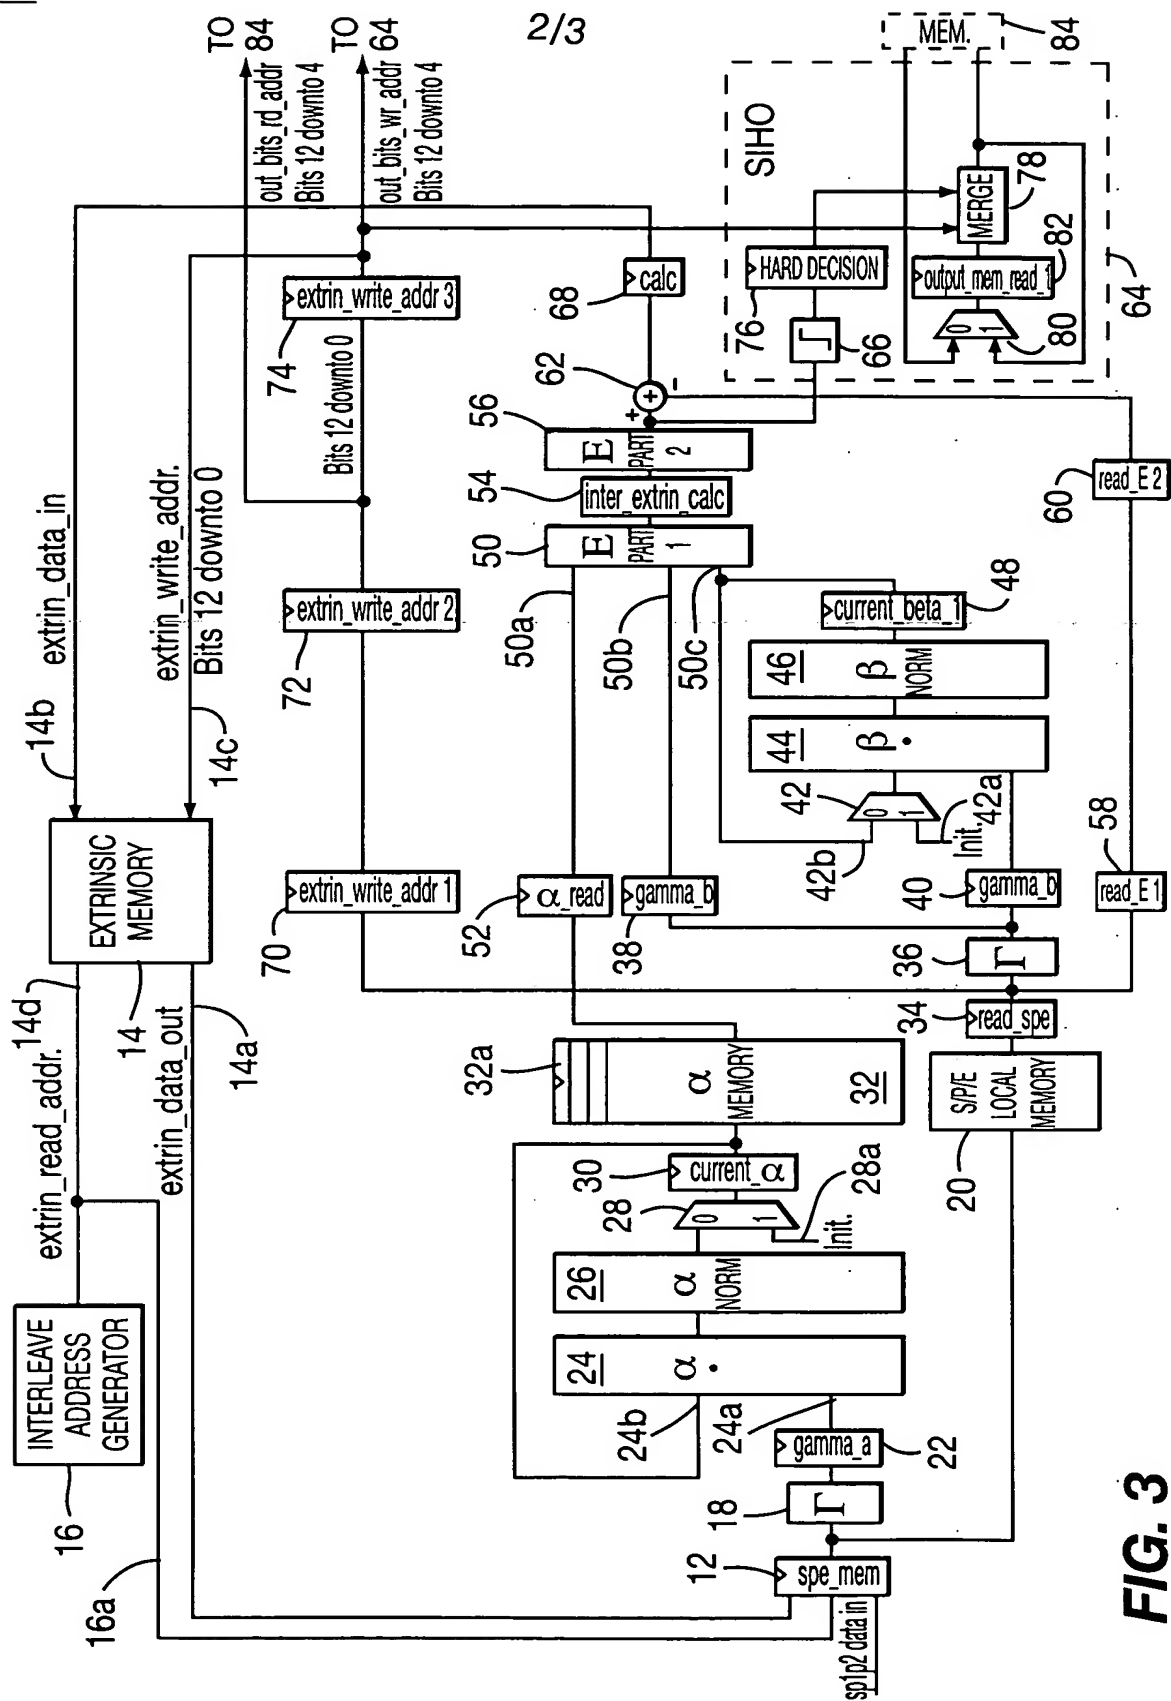 2/3
INTERLEAVE
ADDRESS
GENERATOR
16
16a
extrin_read_addr.
14d
extrin_data_out
14a
EXTRINSIC
MEMORY
14
14b
extrin_data_in
14c
extrin_write_addr.
Bits 12 downto 0
TO
84
out_bits_rd_addr
Bits 12 downto 4
TO
64
out_bits_wr_addr
Bits 12 downto 4
extrin_write_addr 1
70
extrin_write_addr 2
72
Bits 12 downto 0
extrin_write_addr 3
74
sp1p2 data in
spe_mem
12
Γ
18
gamma_a
22
24a
24b
24
α
•
26
α
NORM
28
0
1
Init.
28a
30
current_α
32a
α
MEMORY
32
S/P/E
LOCAL
MEMORY
20
34
read_spe
36
Γ
40
gamma_b
38
gamma_b
52
α_read
42b
42
0
1
Init.
42a
44
β
•
46
β
NORM
current_beta_1
48
50a
50b
50c
50
E
PART
1
54
inter_extrin_calc
56
E
PART
2
58
read_E 1
60
read_E 2
62
+
+
-
68
calc
SIHO
66
76
HARD DECISION
80
0
1
output_mem_read_1
82
MERGE
78
64
MEM.
84
FIG. 3